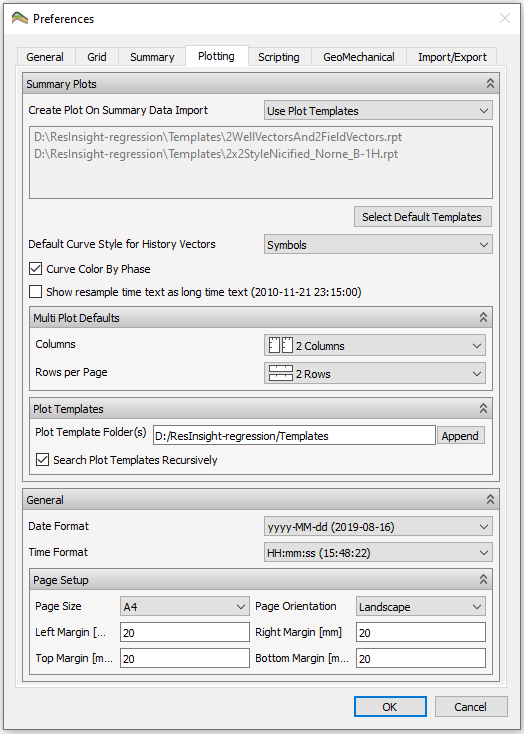 Preferences
General Grid Summary Plotting Scripting GeoMechanical Import/Export
Summary Plots
Create Plot On Summary Data Import Use Plot Templates
D:\ResInsight-regression\Templates\2WellVectorsAnd2FieldVectors.rpt
D:\ResInsight-regression\Templates\2x2StyleNicified_Norne_B-1H.rpt
Select Default Templates
Default Curve Style for History Vectors Symbols
Curve Color By Phase
Show resample time text as long time text (2010-11-21 23:15:00)
Multi Plot Defaults
Columns 2 Columns
Rows per Page 2 Rows
Plot Templates
Plot Template Folder(s) D:/ResInsight-regression/Templates Append
Search Plot Templates Recursively
General
Date Format yyyy-MM-dd (2019-08-16)
Time Format HH:mm:ss (15:48:22)
Page Setup
Page Size A4 Page Orientation Landscape
Left Margin [... 20 Right Margin [mm] 20
Top Margin [m... 20 Bottom Margin [m... 20
OK Cancel